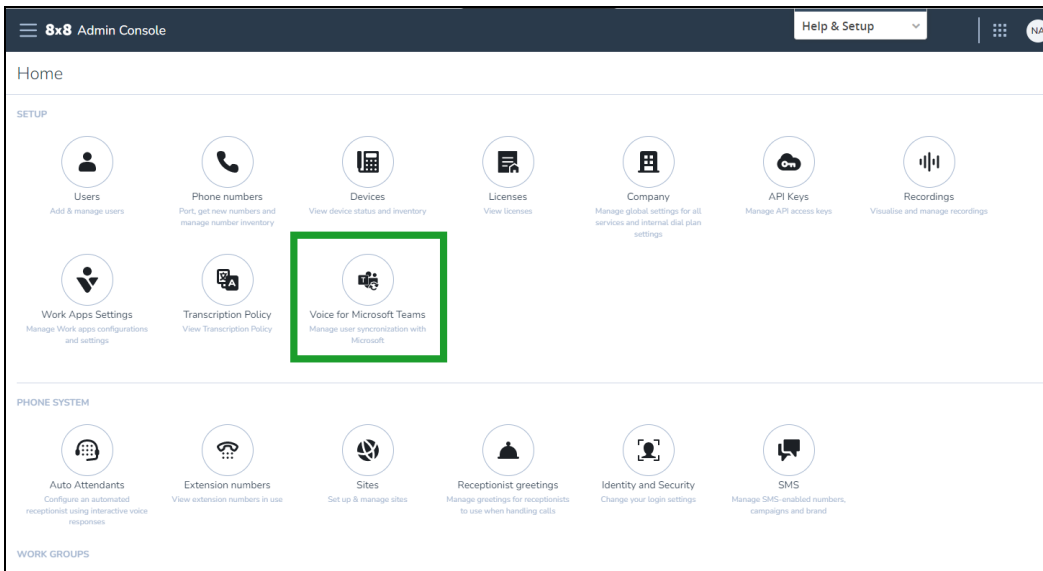 8x8 Admin Console
Help & Setup
NA
Home
SETUP
Users
Add & manage users
Phone numbers
Port, get new numbers and
manage number inventory
Devices
View device status and inventory
Licenses
View licenses
Company
Manage global settings for all
services and internal dial plan
settings
API Keys
Manage API access keys
Recordings
Visualise and manage recordings
Work Apps Settings
Manage Work apps configurations
and settings
Transcription Policy
View Transcription Policy
Voice for Microsoft Teams
Manage user syncronization with
Microsoft
PHONE SYSTEM
Auto Attendants
Configure an automated
receptionist using interactive voice
responses
Extension numbers
View extension numbers in use
Sites
Set up & manage sites
Receptionist greetings
Manage greetings for receptionists
to use when handling calls
Identity and Security
Change your login settings
SMS
Manage SMS-enabled numbers,
campaigns and brand
WORK GROUPS